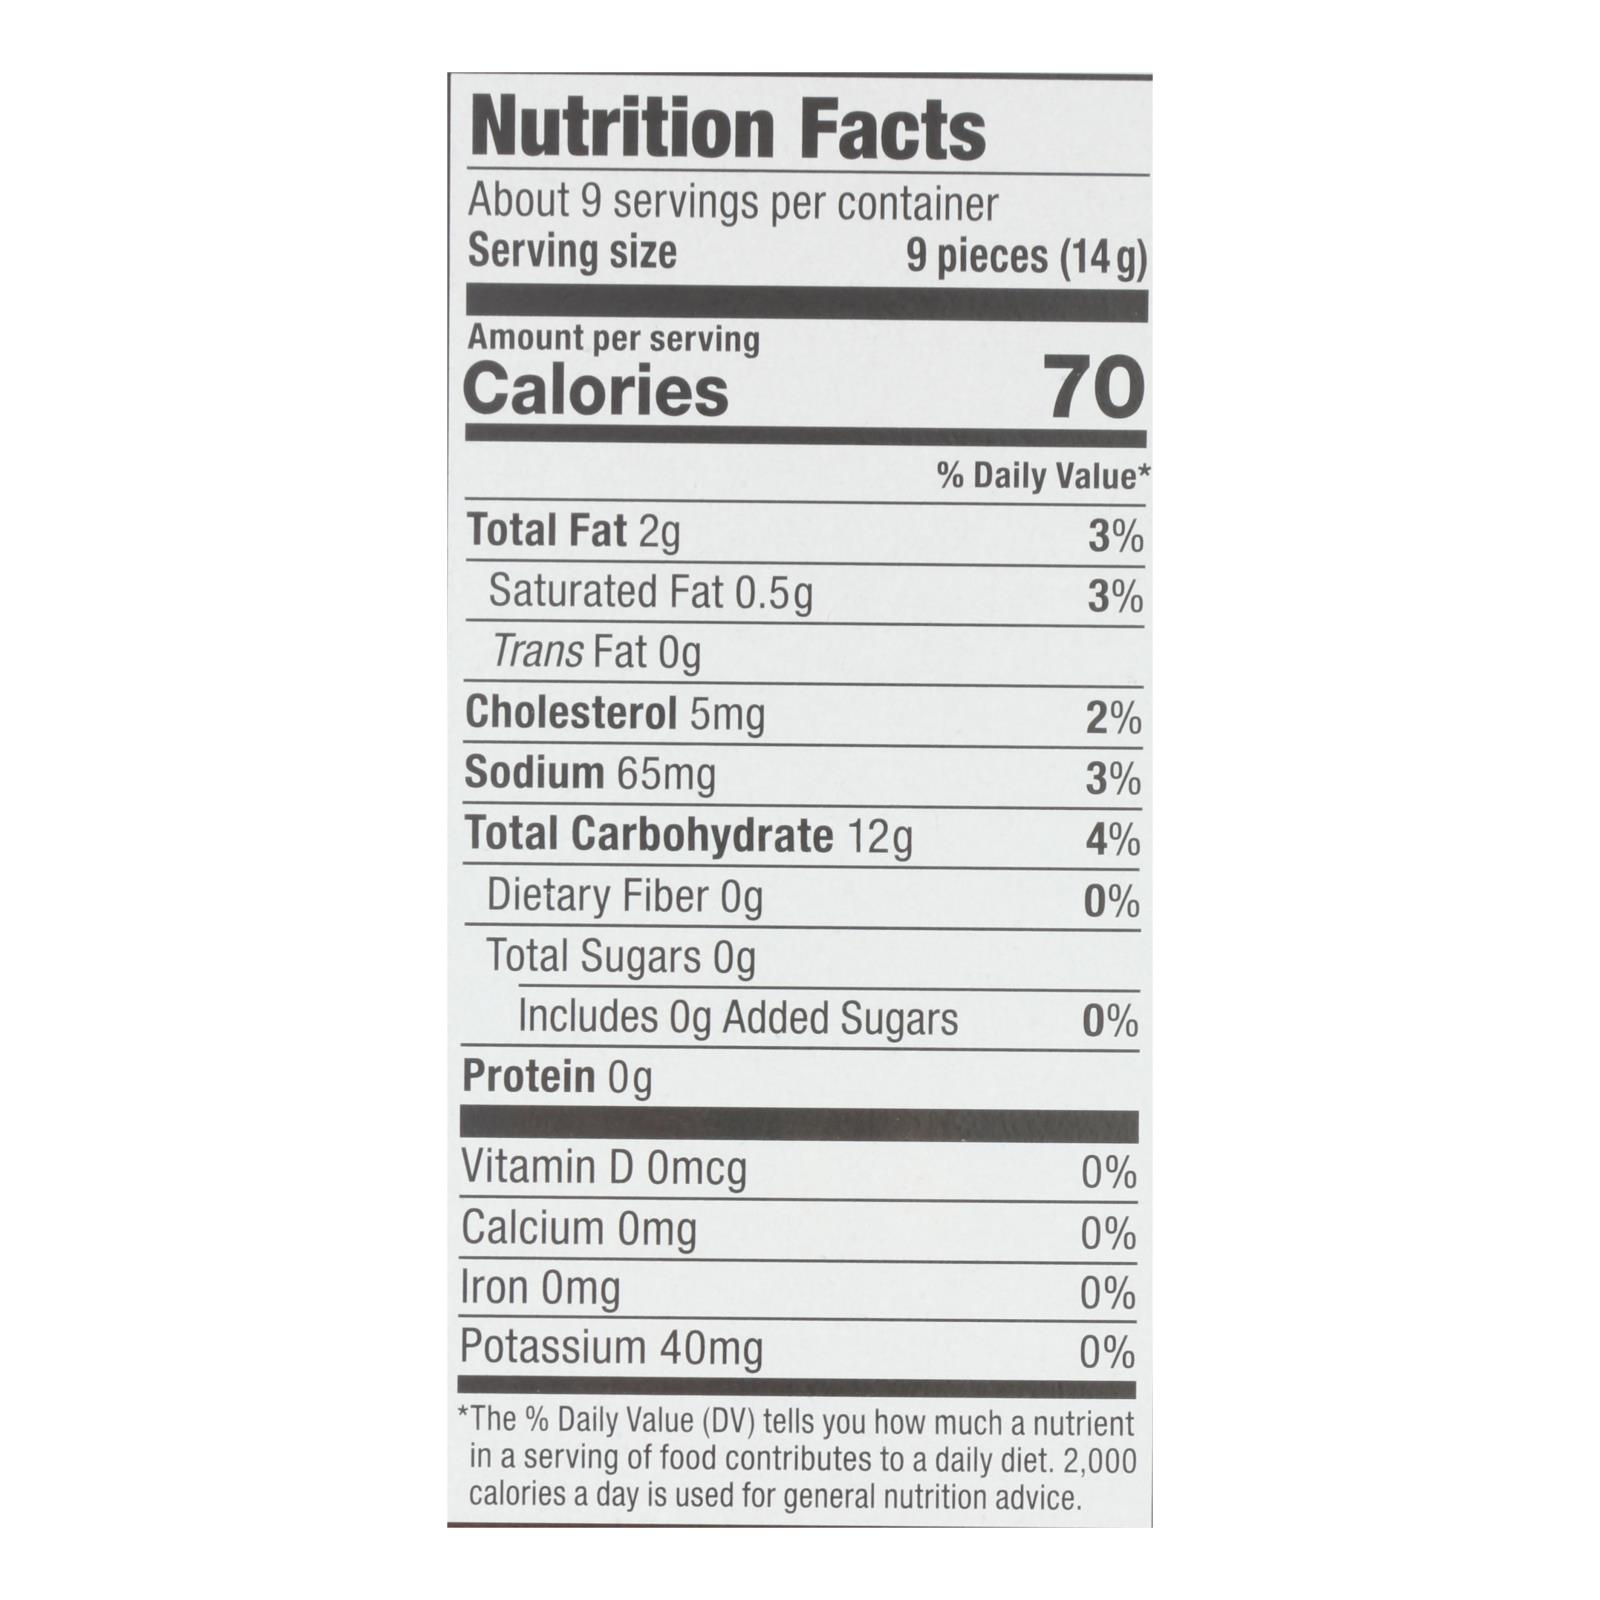 Nutrition Facts
About 9 servings per container
Serving size 9 pieces (14g)
Amount per serving
Calories 70
% Daily Value*
Total Fat 2g 3%
Saturated Fat 0.5g 3%
Trans Fat 0g
Cholesterol 5mg 2%
Sodium 65mg 3%
Total Carbohydrate 12g 4%
Dietary Fiber 0g 0%
Total Sugars 0g
Includes 0g Added Sugars 0%
Protein 0g
Vitamin D 0mcg 0%
Calcium 0mg 0%
Iron 0mg 0%
Potassium 40mg 0%
*The % Daily Value (DV) tells you how much a nutrient
in a serving of food contributes to a daily diet. 2,000
calories a day is used for general nutrition advice.